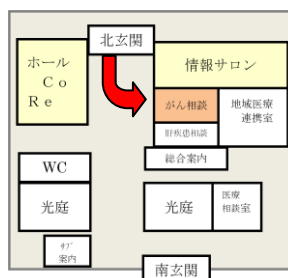 北玄関
ホール
Ｃｏ
Ｒｅ
情報サロン
がん相談
肝疾患相談
地域医療
連携室
総合案内
WC
光庭
光庭
医療
相談室
ｻﾌﾞ
案内
南玄関